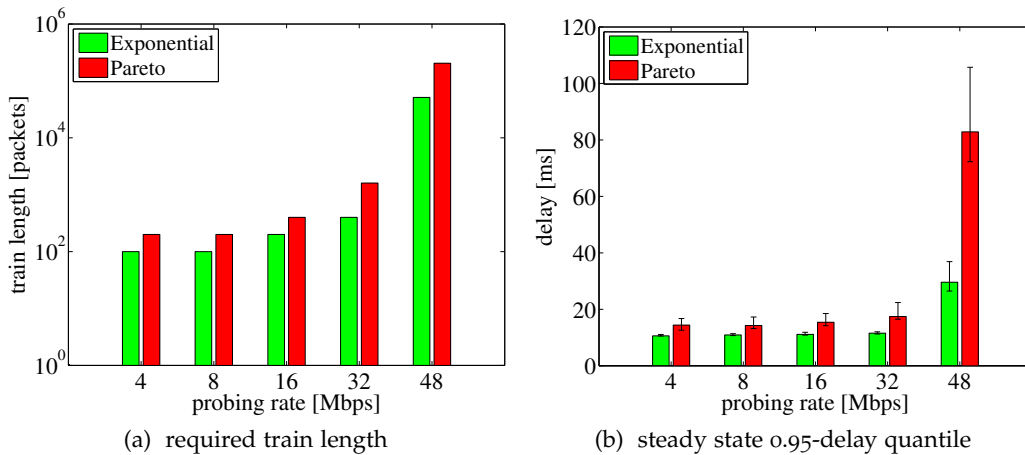 10^6
10^4
10^2
10^0
train length [packets]
Exponential
Pareto
4 8 16 32 48
probing rate [Mbps]
(a) required train length
120
100
80
60
40
20
0
delay [ms]
Exponential
Pareto
4 8 16 32 48
probing rate [Mbps]
(b) steady state 0.95-delay quantile